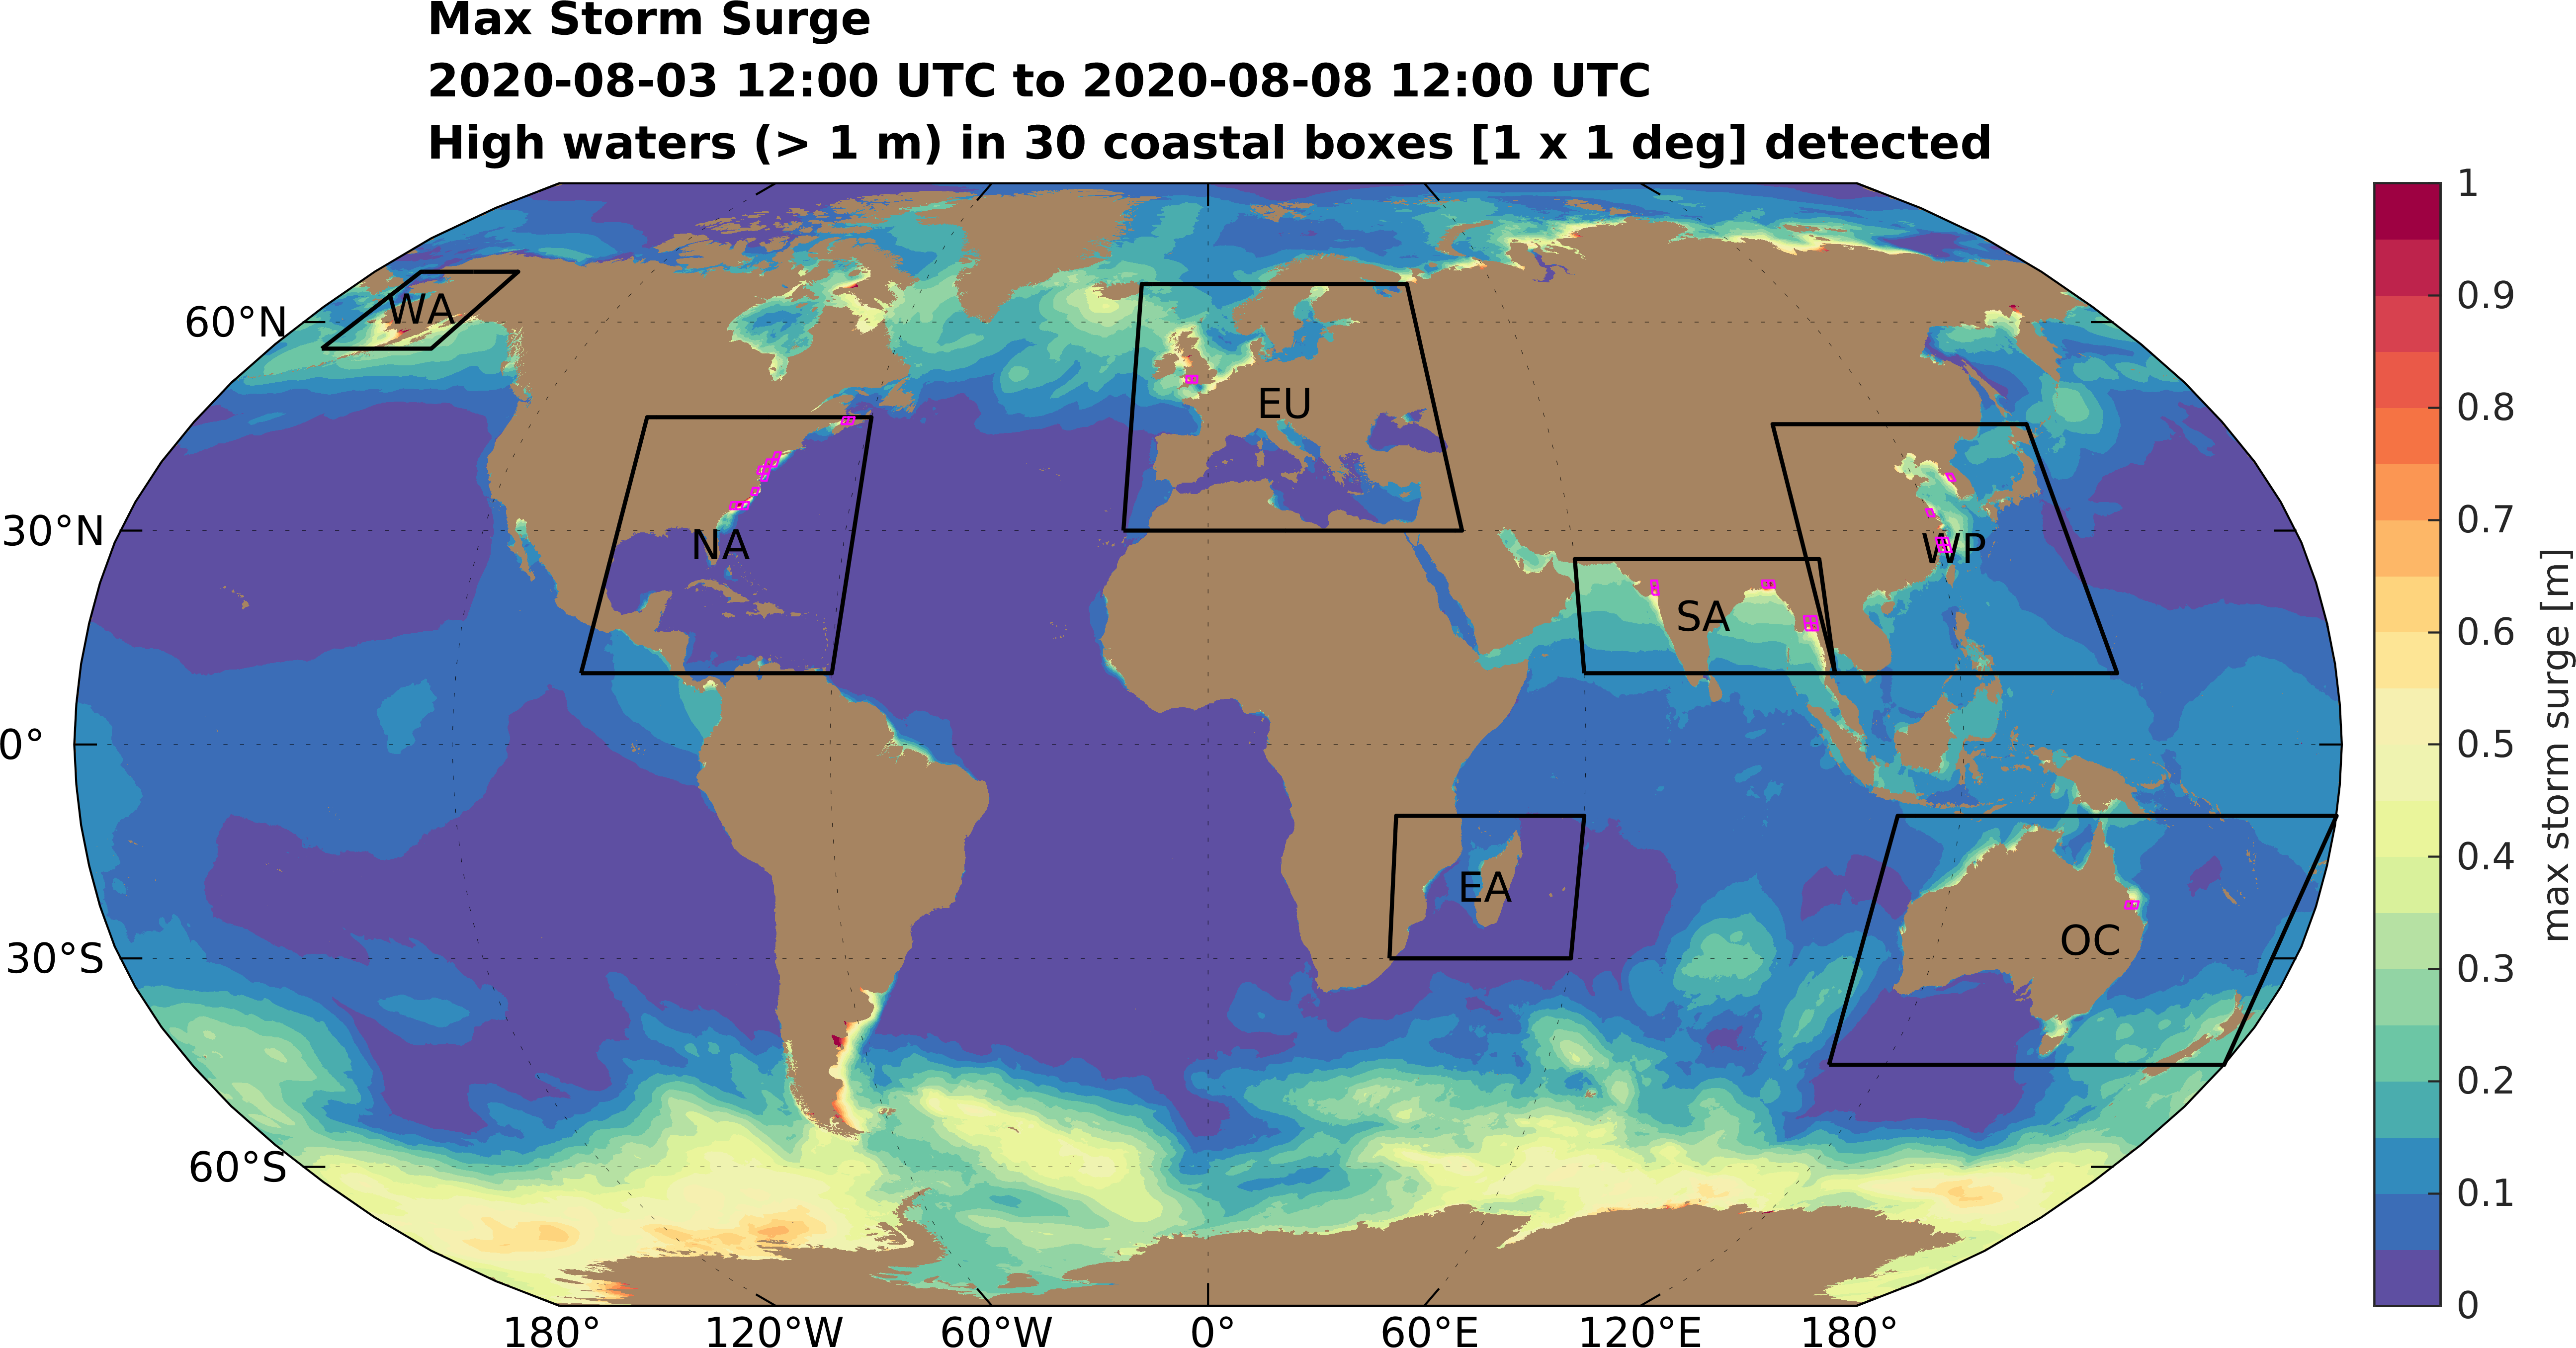 Max Storm Surge
2020-08-03 12:00 UTC to 2020-08-08 12:00 UTC
High waters (> 1 m) in 30 coastal boxes [1 x 1 deg] detected
60°N
30°N
0°
30°S
60°S
WA
NA
EU
SA
WP
EA
OC
180°
120°W
60°W
0°
60°E
120°E
180°
1
0.9
0.8
0.7
0.6
0.5
0.4
0.3
0.2
0.1
0
max storm surge [m]